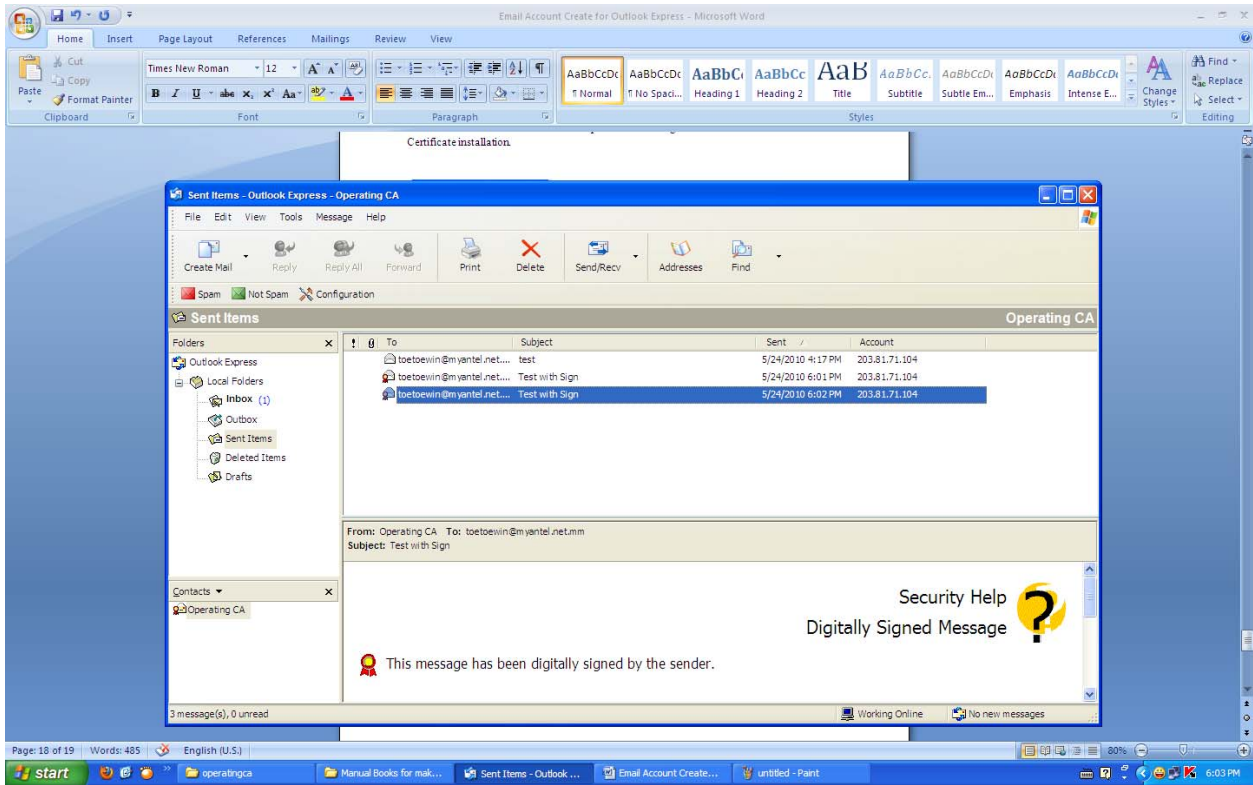 Email Account Create for Outlook Express - Microsoft Word
Home Insert Page Layout References Mailings Review View
Paste
Cut
Copy
Format Painter
Clipboard
Times New Roman 12
Font
Paragraph
AaBbCcDc AaBbCcDc AaBbC AaBbCc AaB AaBbCc. AaBbCcDc AaBbCcDc AaBbCcDc
¶ Normal ¶ No Spaci... Heading 1 Heading 2 Title Subtitle Subtle Em... Emphasis Intense E...
Change Styles
Styles
Find
Replace
Select
Editing
Certificate installation.
Sent Items - Outlook Express - Operating CA
File Edit View Tools Message Help
Create Mail Reply Reply All Forward Print Delete Send/Recv Addresses Find
Spam Not Spam Configuration
Sent Items Operating CA
Folders x
Outlook Express
Local Folders
Inbox (1)
Outbox
Sent Items
Deleted Items
Drafts
! To Subject Sent Account
toetoewin@myantel.net.... test 5/24/2010 4:17 PM 203.81.71.104
toetoewin@myantel.net.... Test with Sign 5/24/2010 6:01 PM 203.81.71.104
toetoewin@myantel.net.... Test with Sign 5/24/2010 6:02 PM 203.81.71.104
From: Operating CA To: toetoewin@myantel.net.mm
Subject: Test with Sign
Contacts x
Operating CA
Security Help
Digitally Signed Message
This message has been digitally signed by the sender.
3 message(s), 0 unread Working Online No new messages
Page: 18 of 19 Words: 485 English (U.S.) 80%
start operatingca Manual Books for mak... Sent Items - Outlook ... Email Account Create... untitled - Paint 6:03 PM